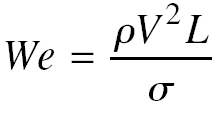 We = ρV²L / σ